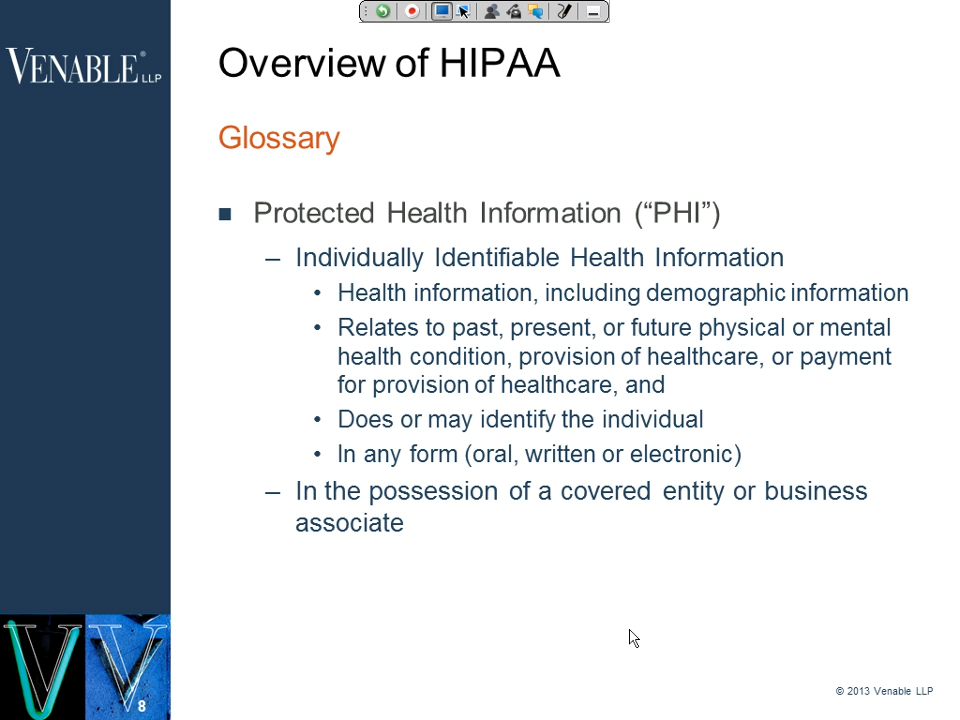 VENABLE® LLP
Overview of HIPAA
Glossary
■ Protected Health Information (“PHI”)
– Individually Identifiable Health Information
• Health information, including demographic information
• Relates to past, present, or future physical or mental
health condition, provision of healthcare, or payment
for provision of healthcare, and
• Does or may identify the individual
• In any form (oral, written or electronic)
– In the possession of a covered entity or business
associate
V V
8
© 2013 Venable LLP